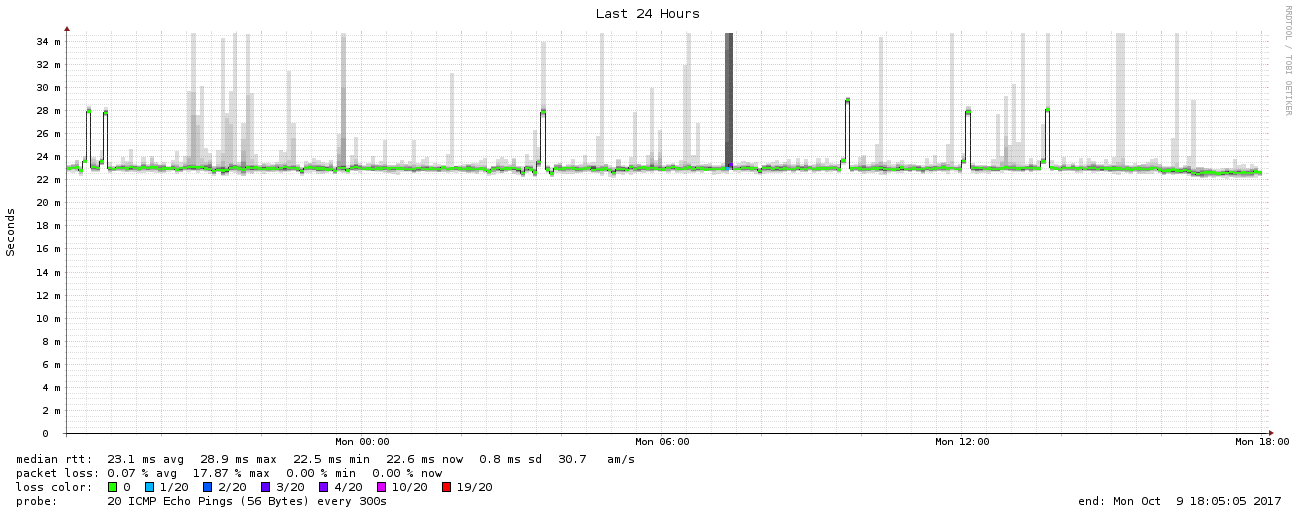 Last 24 Hours
RRDTOOL / TOBI OETIKER
Seconds
34 m
32 m
30 m
28 m
26 m
24 m
22 m
20 m
18 m
16 m
14 m
12 m
10 m
8 m
6 m
4 m
2 m
0
Mon 00:00 Mon 06:00 Mon 12:00 Mon 18:00
median rtt: 23.1 ms avg 28.9 ms max 22.5 ms min 22.6 ms now 0.8 ms sd 30.7 am/s
packet loss: 0.07 % avg 17.87 % max 0.00 % min 0.00 % now
loss color: 0 1/20 2/20 3/20 4/20 10/20 19/20
probe: 20 ICMP Echo Pings (56 Bytes) every 300s end: Mon Oct 9 18:05:05 2017